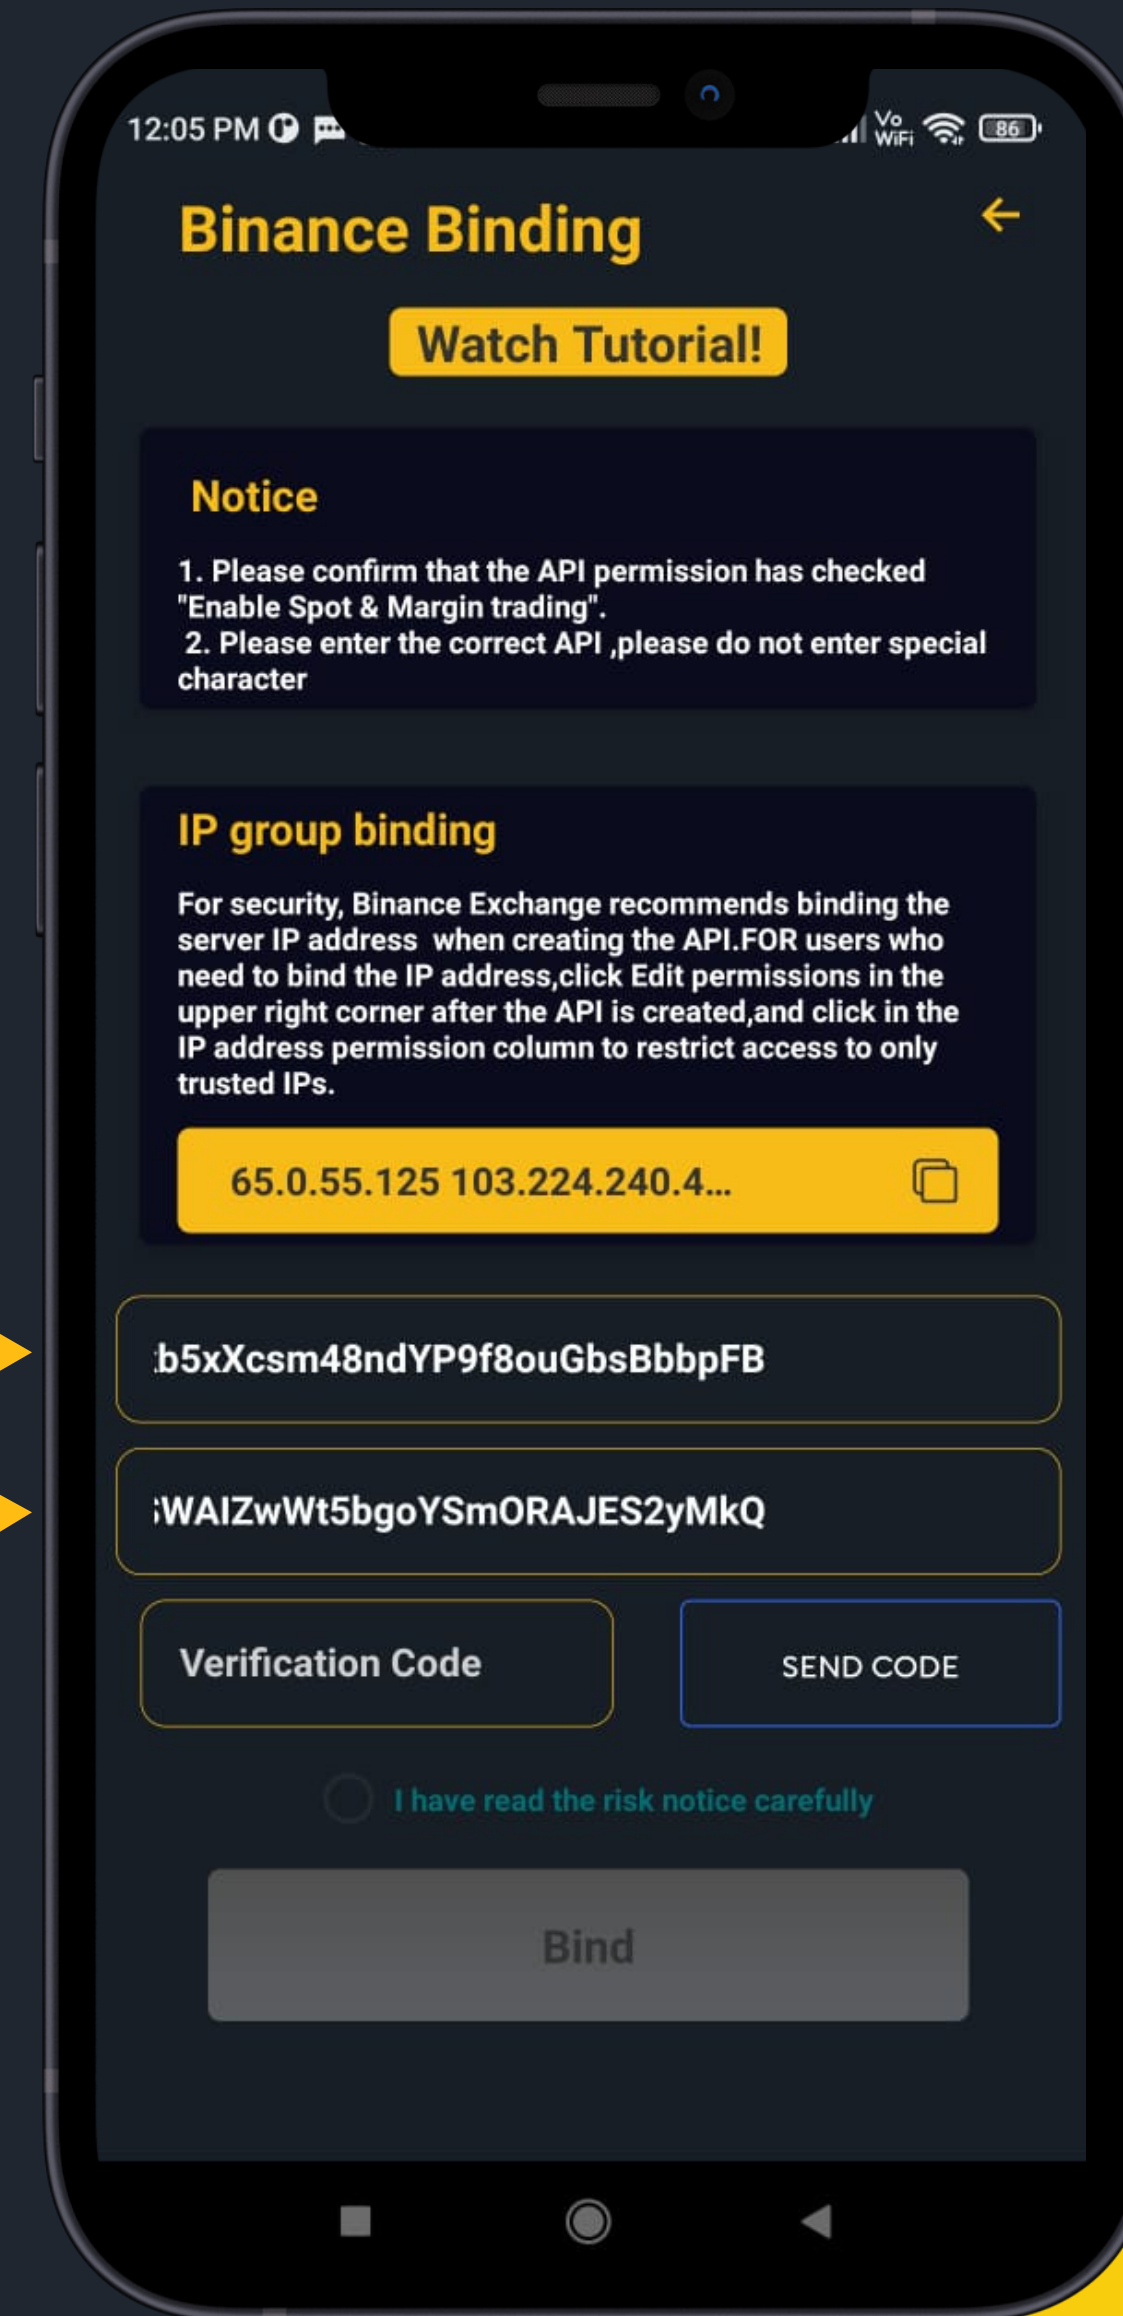 12:05 PM
Vo
WiFi
86
Binance Binding
Watch Tutorial!
Notice
1. Please confirm that the API permission has checked
"Enable Spot & Margin trading".
2. Please enter the correct API ,please do not enter special
character
IP group binding
For security, Binance Exchange recommends binding the
server IP address  when creating the API.FOR users who
need to bind the IP address,click Edit permissions in the
upper right corner after the API is created,and click in the
IP address permission column to restrict access to only
trusted IPs.
65.0.55.125 103.224.240.4...
b5xXcsm48ndYP9f8ouGbsBbbpFB
WAIZwWt5bgoYSmORAJES2yMkQ
Verification Code
SEND CODE
I have read the risk notice carefully
Bind